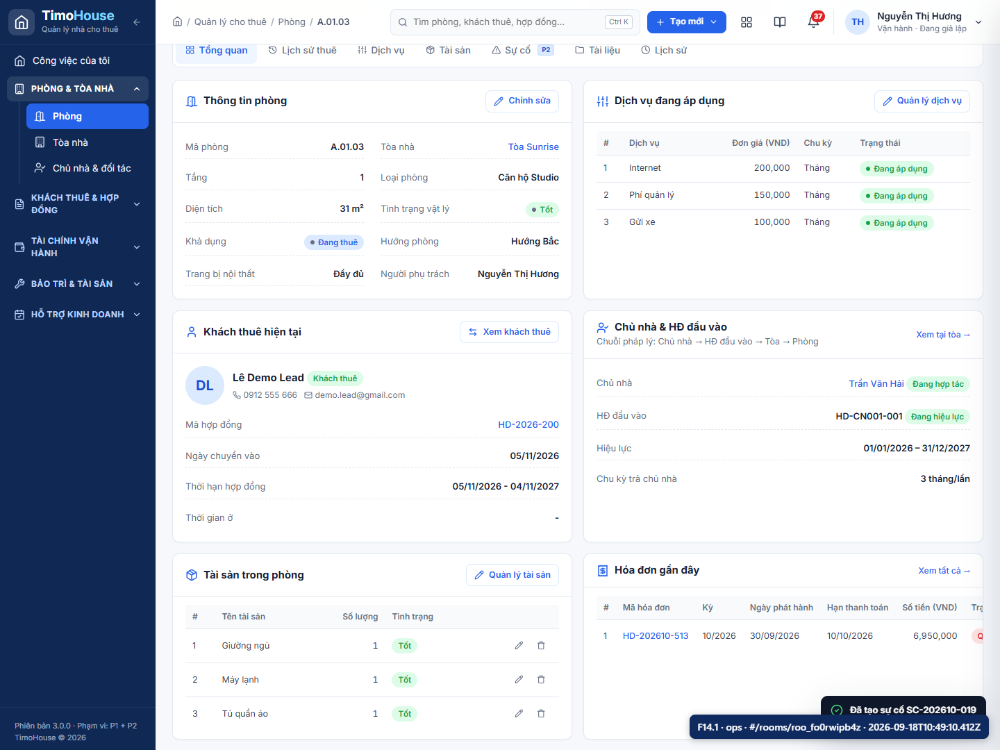 TimoHouse
Quản lý nhà cho thuê
Công việc của tôi
PHÒNG & TÒA NHÀ
Phòng
Tòa nhà
Chủ nhà & đối tác
KHÁCH THUÊ & HỢP ĐỒNG
TÀI CHÍNH VẬN HÀNH
BẢO TRÌ & TÀI SẢN
HỖ TRỢ KINH DOANH
Phiên bản 3.0.0 · Phạm vi: P1 + P2
TimoHouse © 2026
/ Quản lý cho thuê / Phòng / A.01.03
Tìm phòng, khách thuê, hợp đồng... Ctrl K
Tạo mới
37
TH
Nguyễn Thị Hương
Vận hành · Đang giả lập
Tổng quan Lịch sử thuê Dịch vụ Tài sản Sự cố P2 Tài liệu Lịch sử
Thông tin phòng Chỉnh sửa
Mã phòng A.01.03 Tòa nhà Tòa Sunrise
Tầng 1 Loại phòng Căn hộ Studio
Diện tích 31 m² Tình trạng vật lý Tốt
Khả dụng Đang thuê Hướng phòng Hướng Bắc
Trang bị nội thất Đầy đủ Người phụ trách Nguyễn Thị Hương
Dịch vụ đang áp dụng Quản lý dịch vụ
# Dịch vụ Đơn giá (VND) Chu kỳ Trạng thái
1 Internet 200,000 Tháng Đang áp dụng
2 Phí quản lý 150,000 Tháng Đang áp dụng
3 Gửi xe 100,000 Tháng Đang áp dụng
Khách thuê hiện tại Xem khách thuê
DL
Lê Demo Lead Khách thuê
0912 555 666 demo.lead@gmail.com
Mã hợp đồng HD-2026-200
Ngày chuyển vào 05/11/2026
Thời hạn hợp đồng 05/11/2026 - 04/11/2027
Thời gian ở -
Chủ nhà & HĐ đầu vào
Chuỗi pháp lý: Chủ nhà → HĐ đầu vào → Tòa → Phòng
Xem tại tòa →
Chủ nhà Trần Văn Hải Đang hợp tác
HĐ đầu vào HD-CN001-001 Đang hiệu lực
Hiệu lực 01/01/2026 – 31/12/2027
Chu kỳ trả chủ nhà 3 tháng/lần
Tài sản trong phòng Quản lý tài sản
# Tên tài sản Số lượng Tình trạng
1 Giường ngủ 1 Tốt
2 Máy lạnh 1 Tốt
3 Tủ quần áo 1 Tốt
Hóa đơn gần đây Xem tất cả →
# Mã hóa đơn Kỳ Ngày phát hành Hạn thanh toán Số tiền (VND)
1 HD-202610-513 10/2026 30/09/2026 10/10/2026 6,950,000
Đã tạo sự cố SC-202610-019
F14.1 · ops · #/rooms/roo_fo0rwipb4z · 2026-09-18T10:49:10.412Z